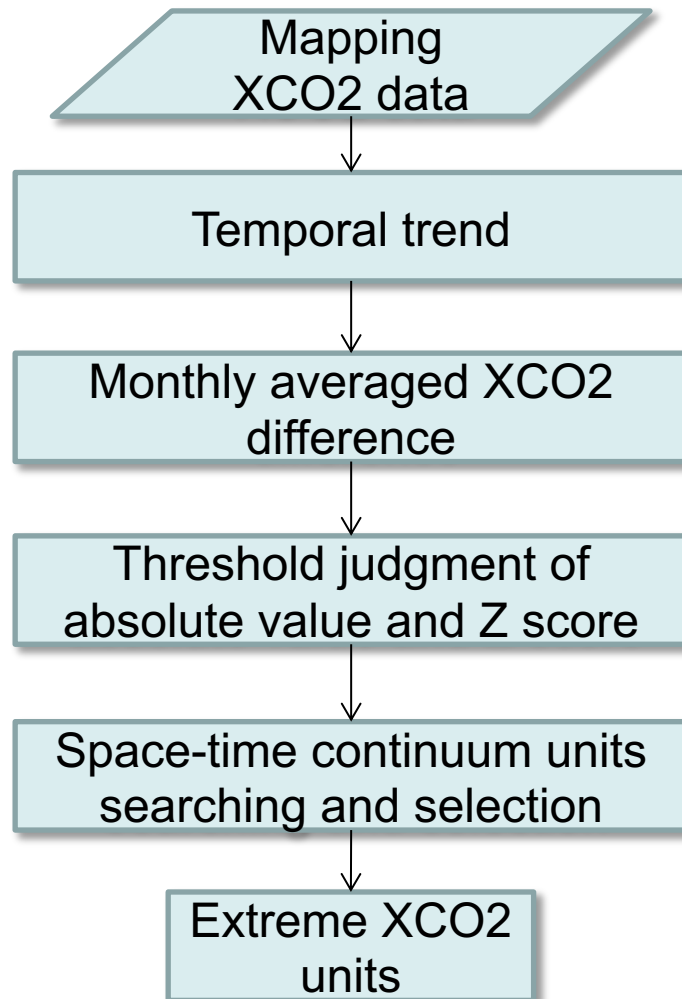 Mapping
XCO2 data
Temporal trend
Monthly averaged XCO2
difference
Threshold judgment of
absolute value and Z score
Space-time continuum units
searching and selection
Extreme XCO2
units